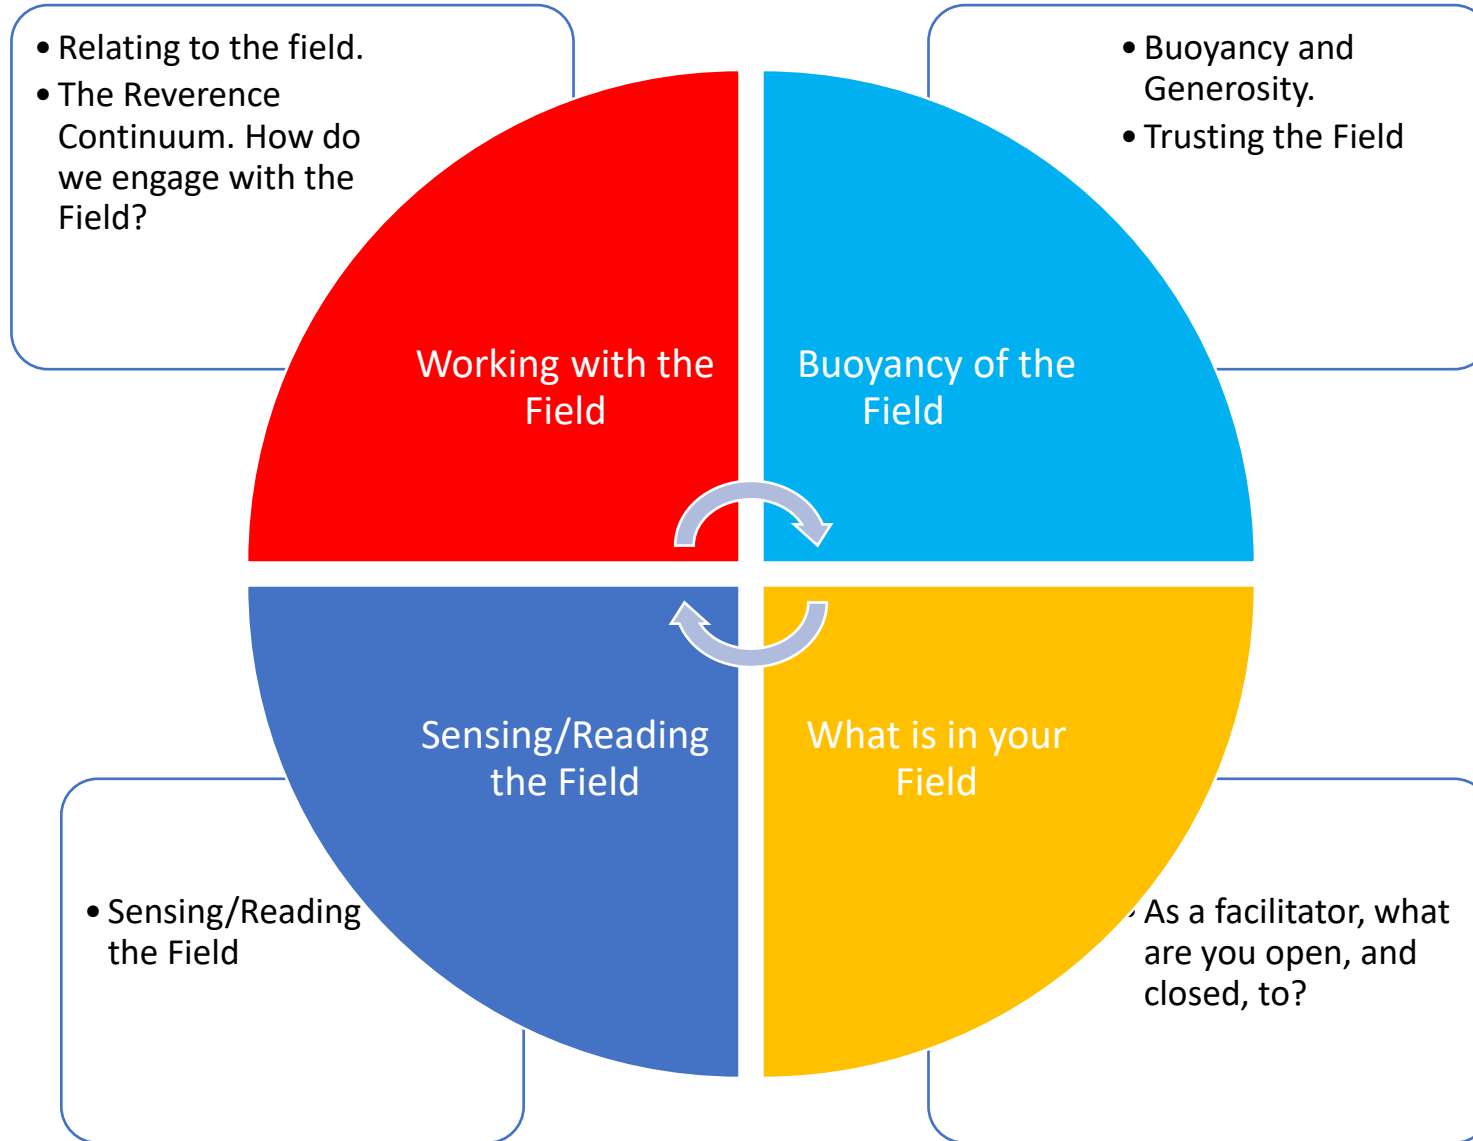 • Relating to the field.
• The Reverence
Continuum. How do
we engage with the
Field?
• Buoyancy and
Generosity.
• Trusting the Field
Working with the
Field
Buoyancy of the
Field
Sensing/Reading
the Field
What is in your
Field
• Sensing/Reading
the Field
• As a facilitator, what
are you open, and
closed, to?